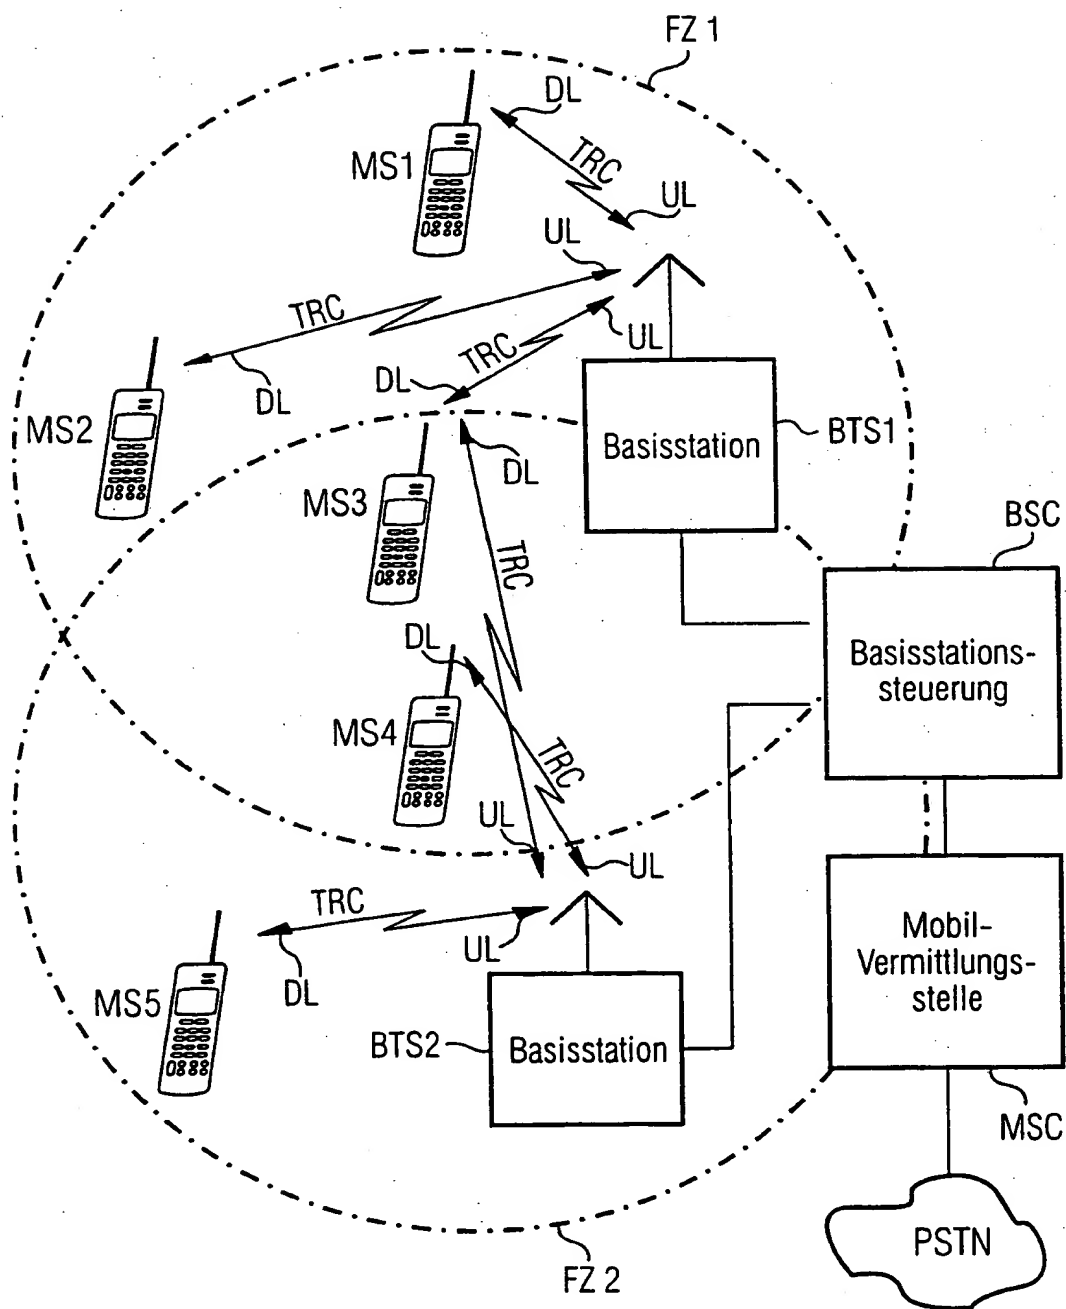 FZ 1
DL
MS1
TRC
UL
UL
TRC
TRC
UL
DL
DL
MS2
BTS1
Basisstation
DL
MS3
BSC
TRC
DL
Basisstations-
steuerung
MS4
TRC
UL
UL
TRC
UL
Mobil-
Vermittlungs-
stelle
DL
MS5
BTS2
Basisstation
MSC
PSTN
FZ 2